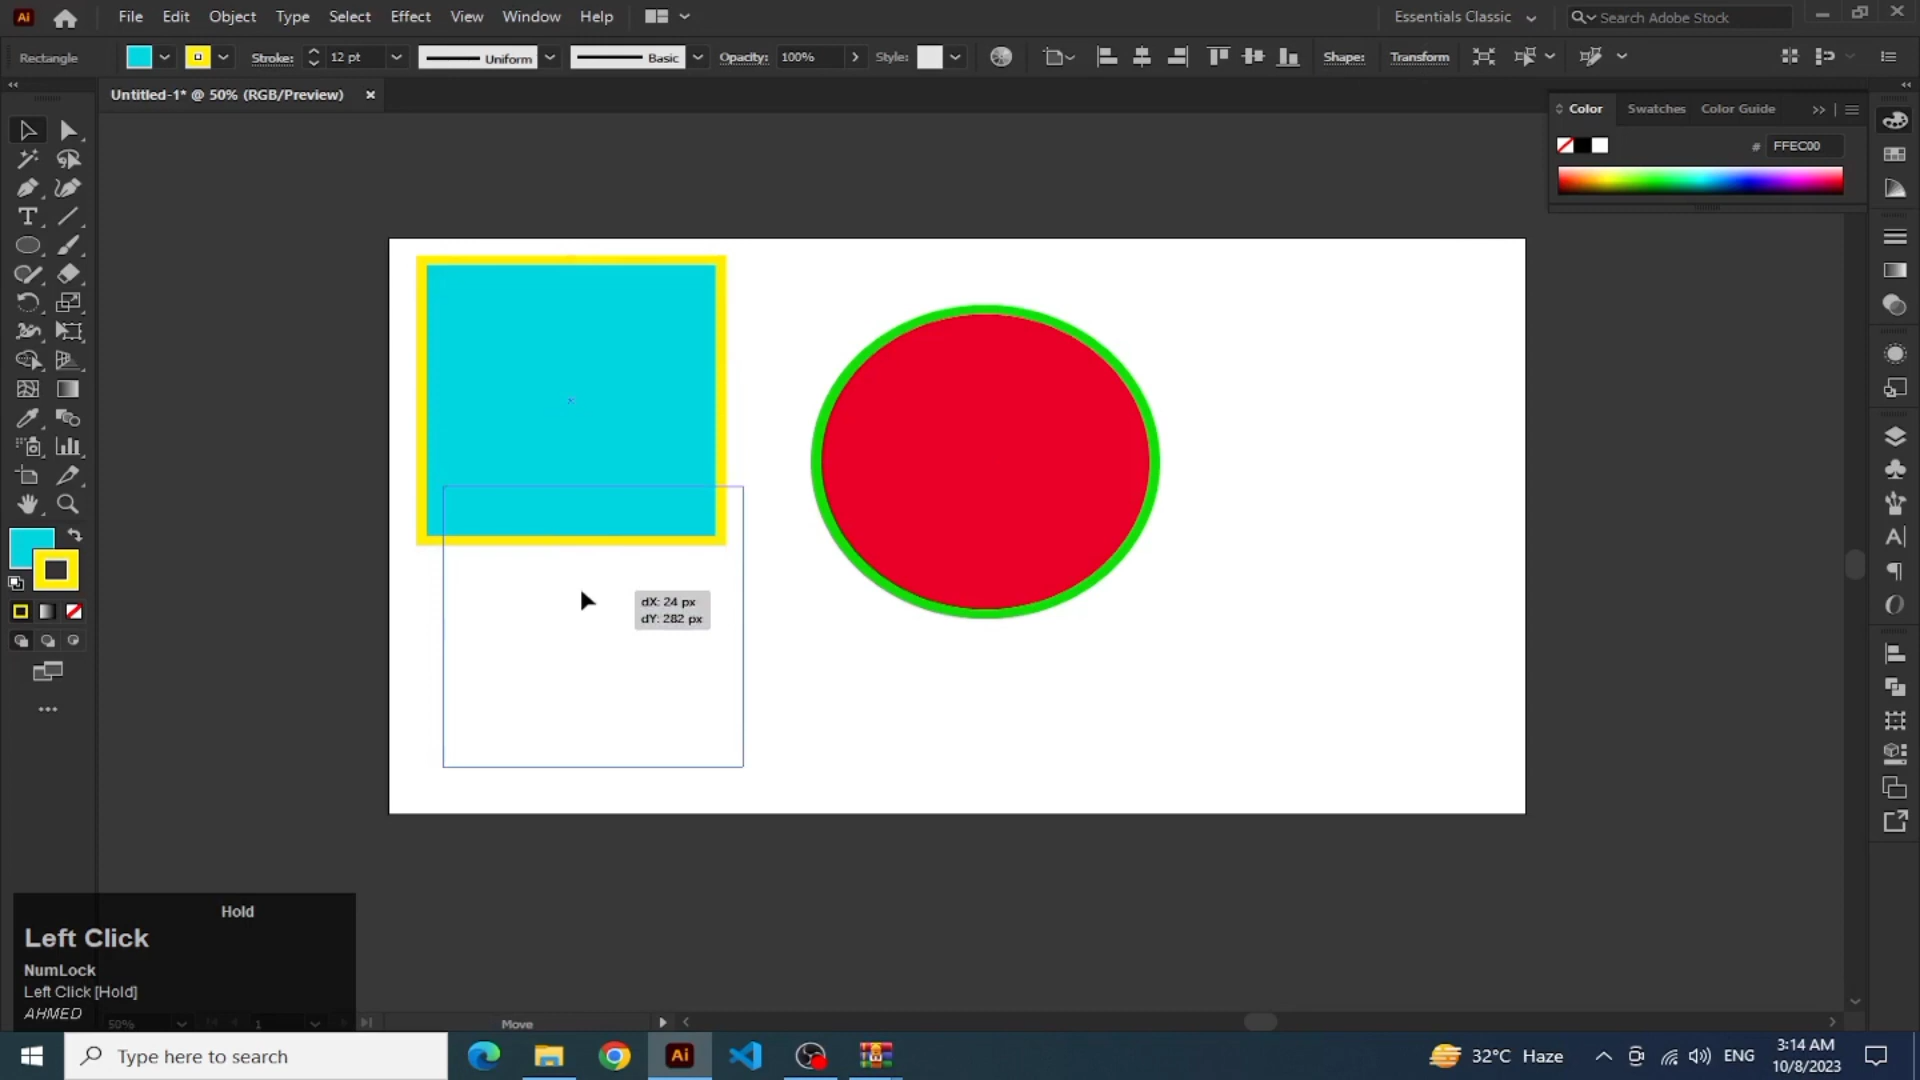 Ai File Edit Object Type Select Effect View Window Help Essentials Classic Search Adobe Stock
Rectangle Stroke: 12 pt Uniform Basic Opacity: 100% Style: Shape: Transform
Untitled-1* @ 50% (RGB/Preview)
Color Swatches Color Guide
# FFEC00
dX: 24 px
dY: 282 px
Hold
Left Click
NumLock
Left Click [Hold]
AHMED
50% 1 Move
Type here to search
Ai
32°C Haze
ENG
3:14 AM
10/8/2023